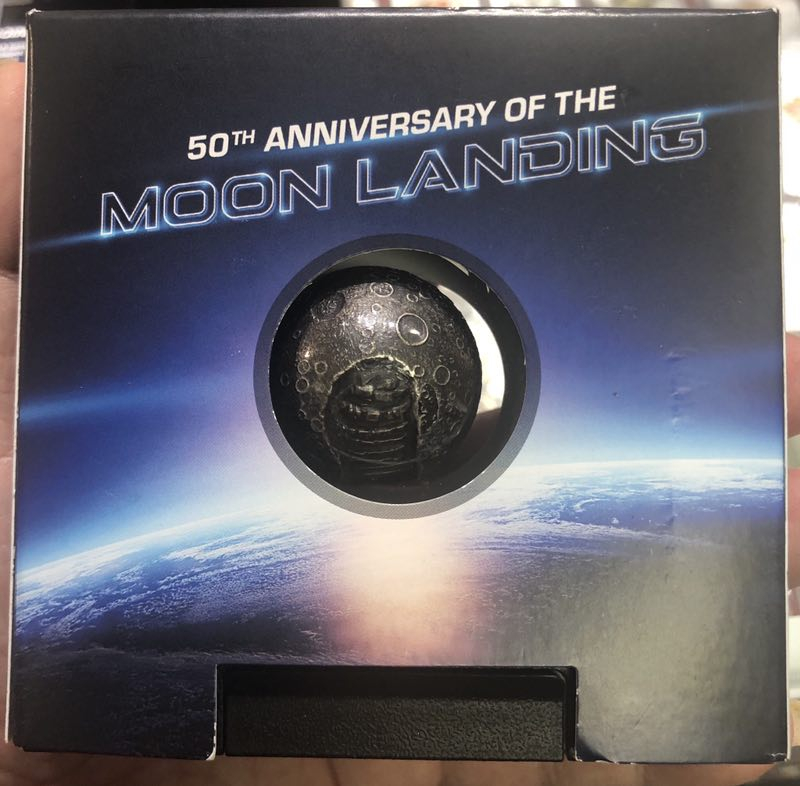 50TH ANNIVERSARY OF THE
MOON LANDING